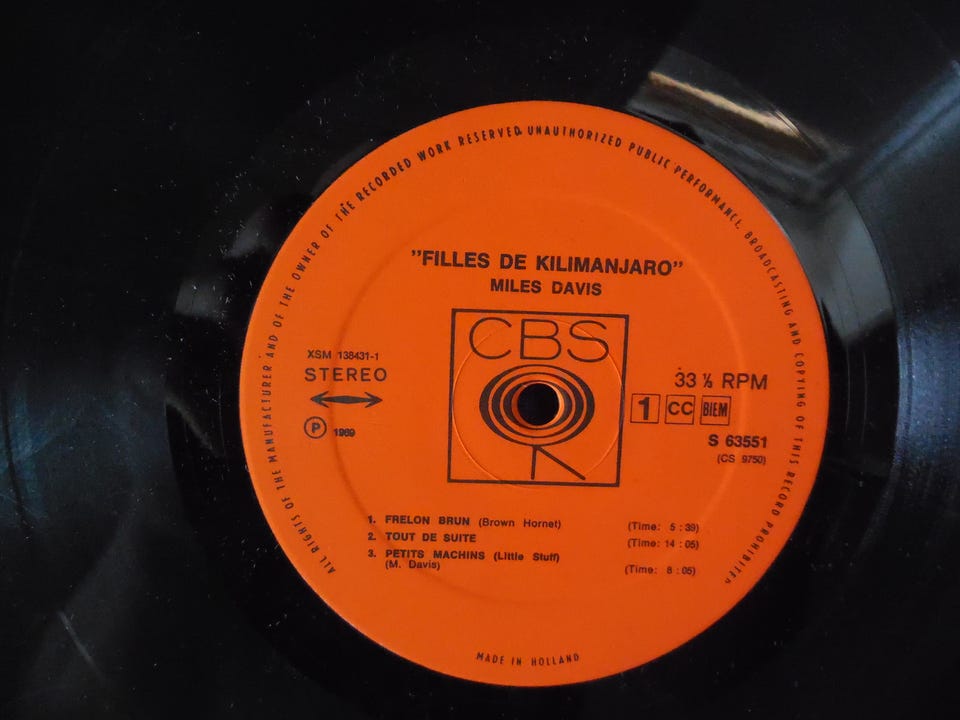 ALL RIGHTS OF THE MANUFACTURER AND OF THE OWNER OF THE RECORDED WORK RESERVED. UNAUTHORIZED PUBLIC PERFORMANCE, BROADCASTING AND COPYING OF THIS RECORD PROHIBITED
"FILLES DE KILIMANJARO"
MILES DAVIS
CBS
XSM 138431-1
STEREO
℗ 1969
33 ⅓ RPM
1 CC BIEM
S 63551
(CS 9750)
1. FRELON BRUN (Brown Hornet) (Time: 5 : 39)
2. TOUT DE SUITE (Time: 14 : 05)
3. PETITS MACHINS (Little Stuff)
(M. Davis) (Time: 8 : 05)
MADE IN HOLLAND